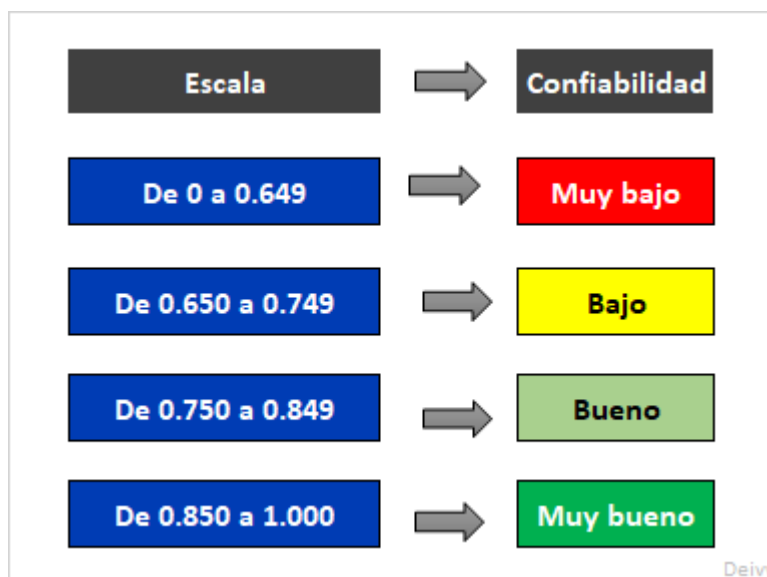 Escala
Confiabilidad
De 0 a 0.649
Muy bajo
De 0.650 a 0.749
Bajo
De 0.750 a 0.849
Bueno
De 0.850 a 1.000
Muy bueno